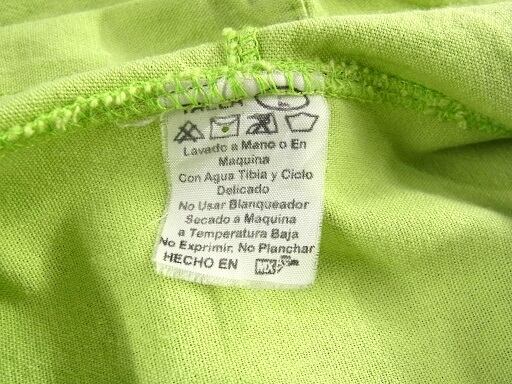 Lavado a Mano o En
Maquina
Con Agua Tibia y Ciclo
Delicado
No Usar Blanqueador
Secado a Maquina
a Temperatura Baja
No Exprimir. No Planchar
HECHO EN MX